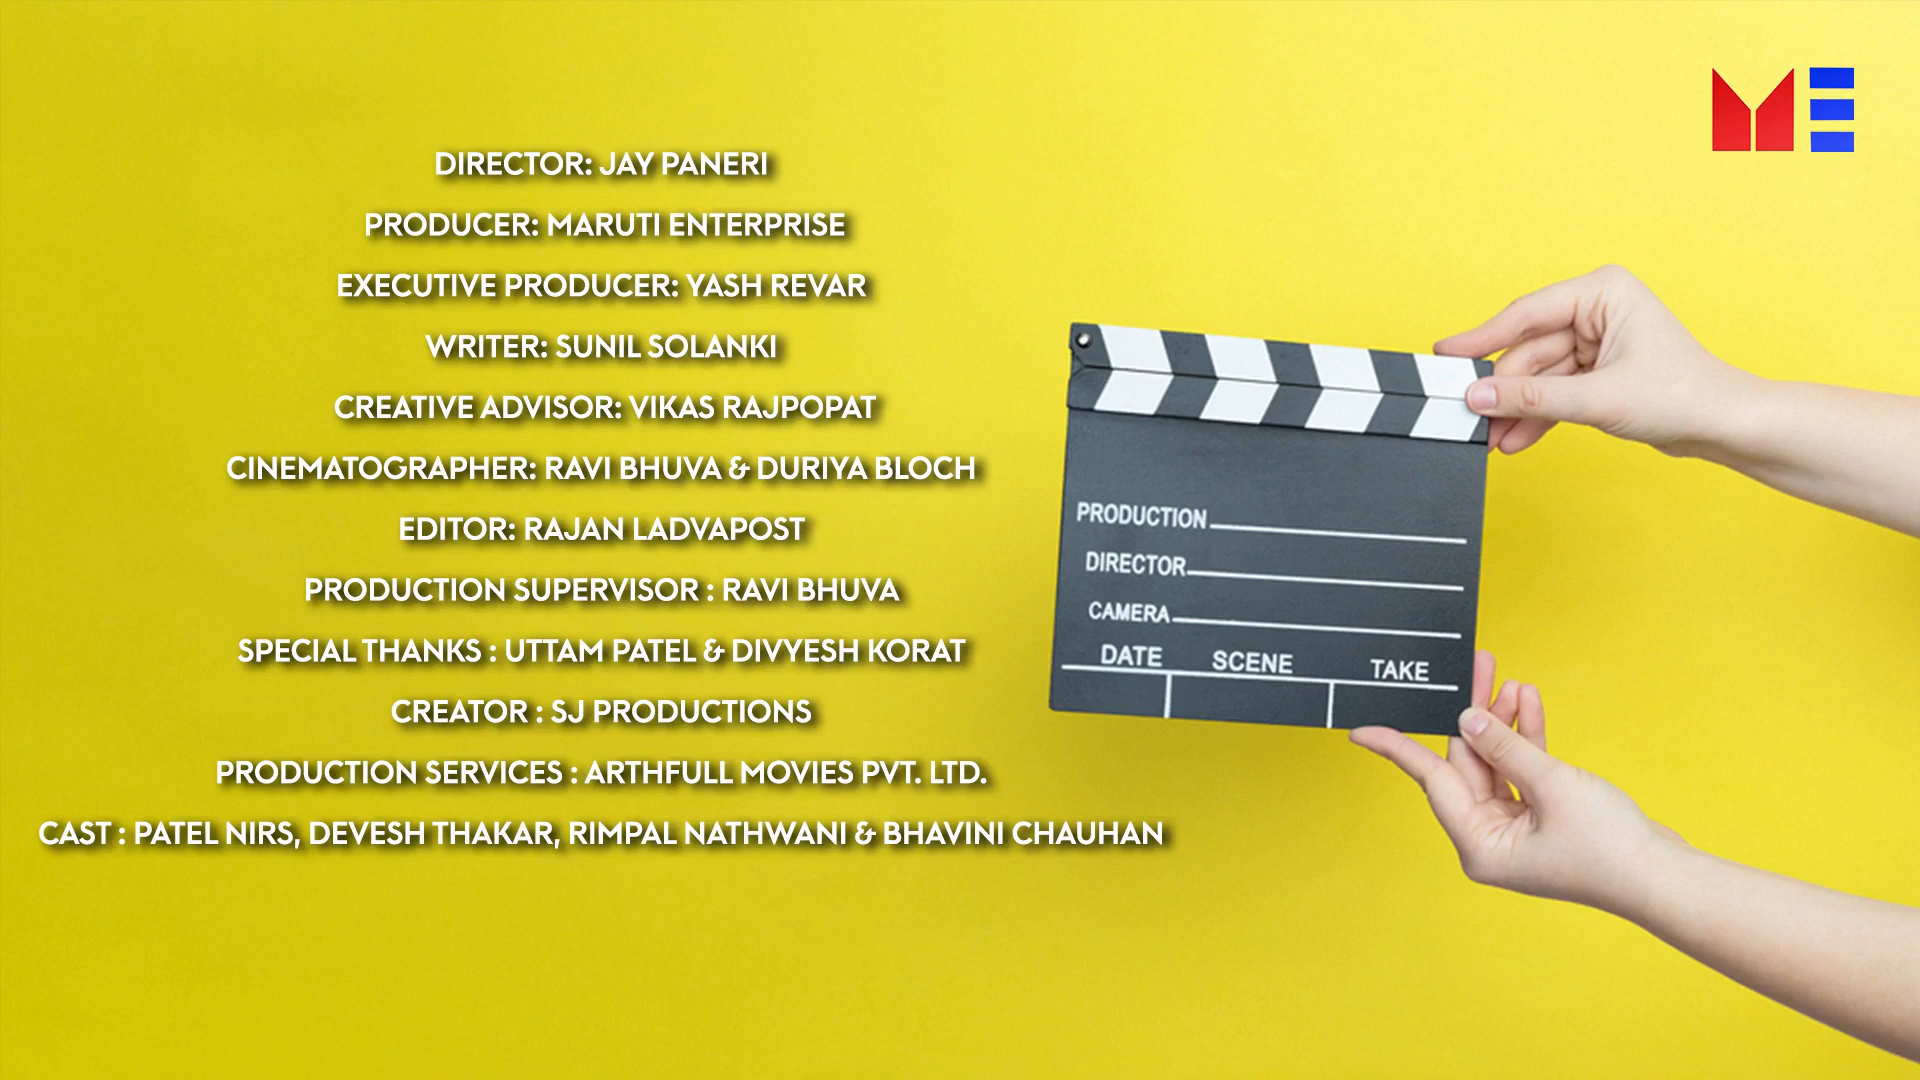 ME
DIRECTOR: JAY PANERI
PRODUCER: MARUTI ENTERPRISE
EXECUTIVE PRODUCER: YASH REVAR
WRITER: SUNIL SOLANKI
CREATIVE ADVISOR: VIKAS RAJPOPAT
CINEMATOGRAPHER: RAVI BHUVA & DURIYA BLOCH
EDITOR: RAJAN LADVAPOST
PRODUCTION SUPERVISOR : RAVI BHUVA
SPECIAL THANKS : UTTAM PATEL & DIVYESH KORAT
CREATOR : SJ PRODUCTIONS
PRODUCTION SERVICES : ARTHFULL MOVIES PVT. LTD.
CAST : PATEL NIRS, DEVESH THAKAR, RIMPAL NATHWANI & BHAVINI CHAUHAN
PRODUCTION
DIRECTOR
CAMERA
DATE SCENE TAKE